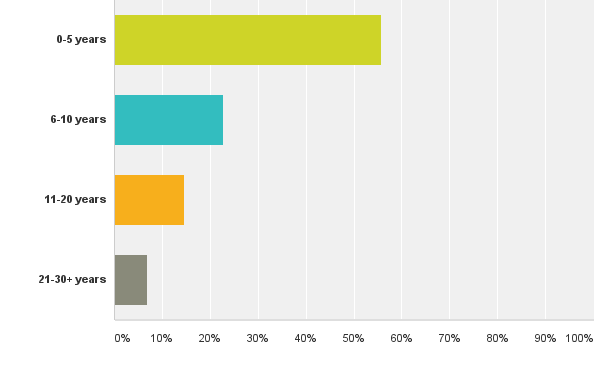 0-5 years
6-10 years
11-20 years
21-30+ years
0% 10% 20% 30% 40% 50% 60% 70% 80% 90% 100%